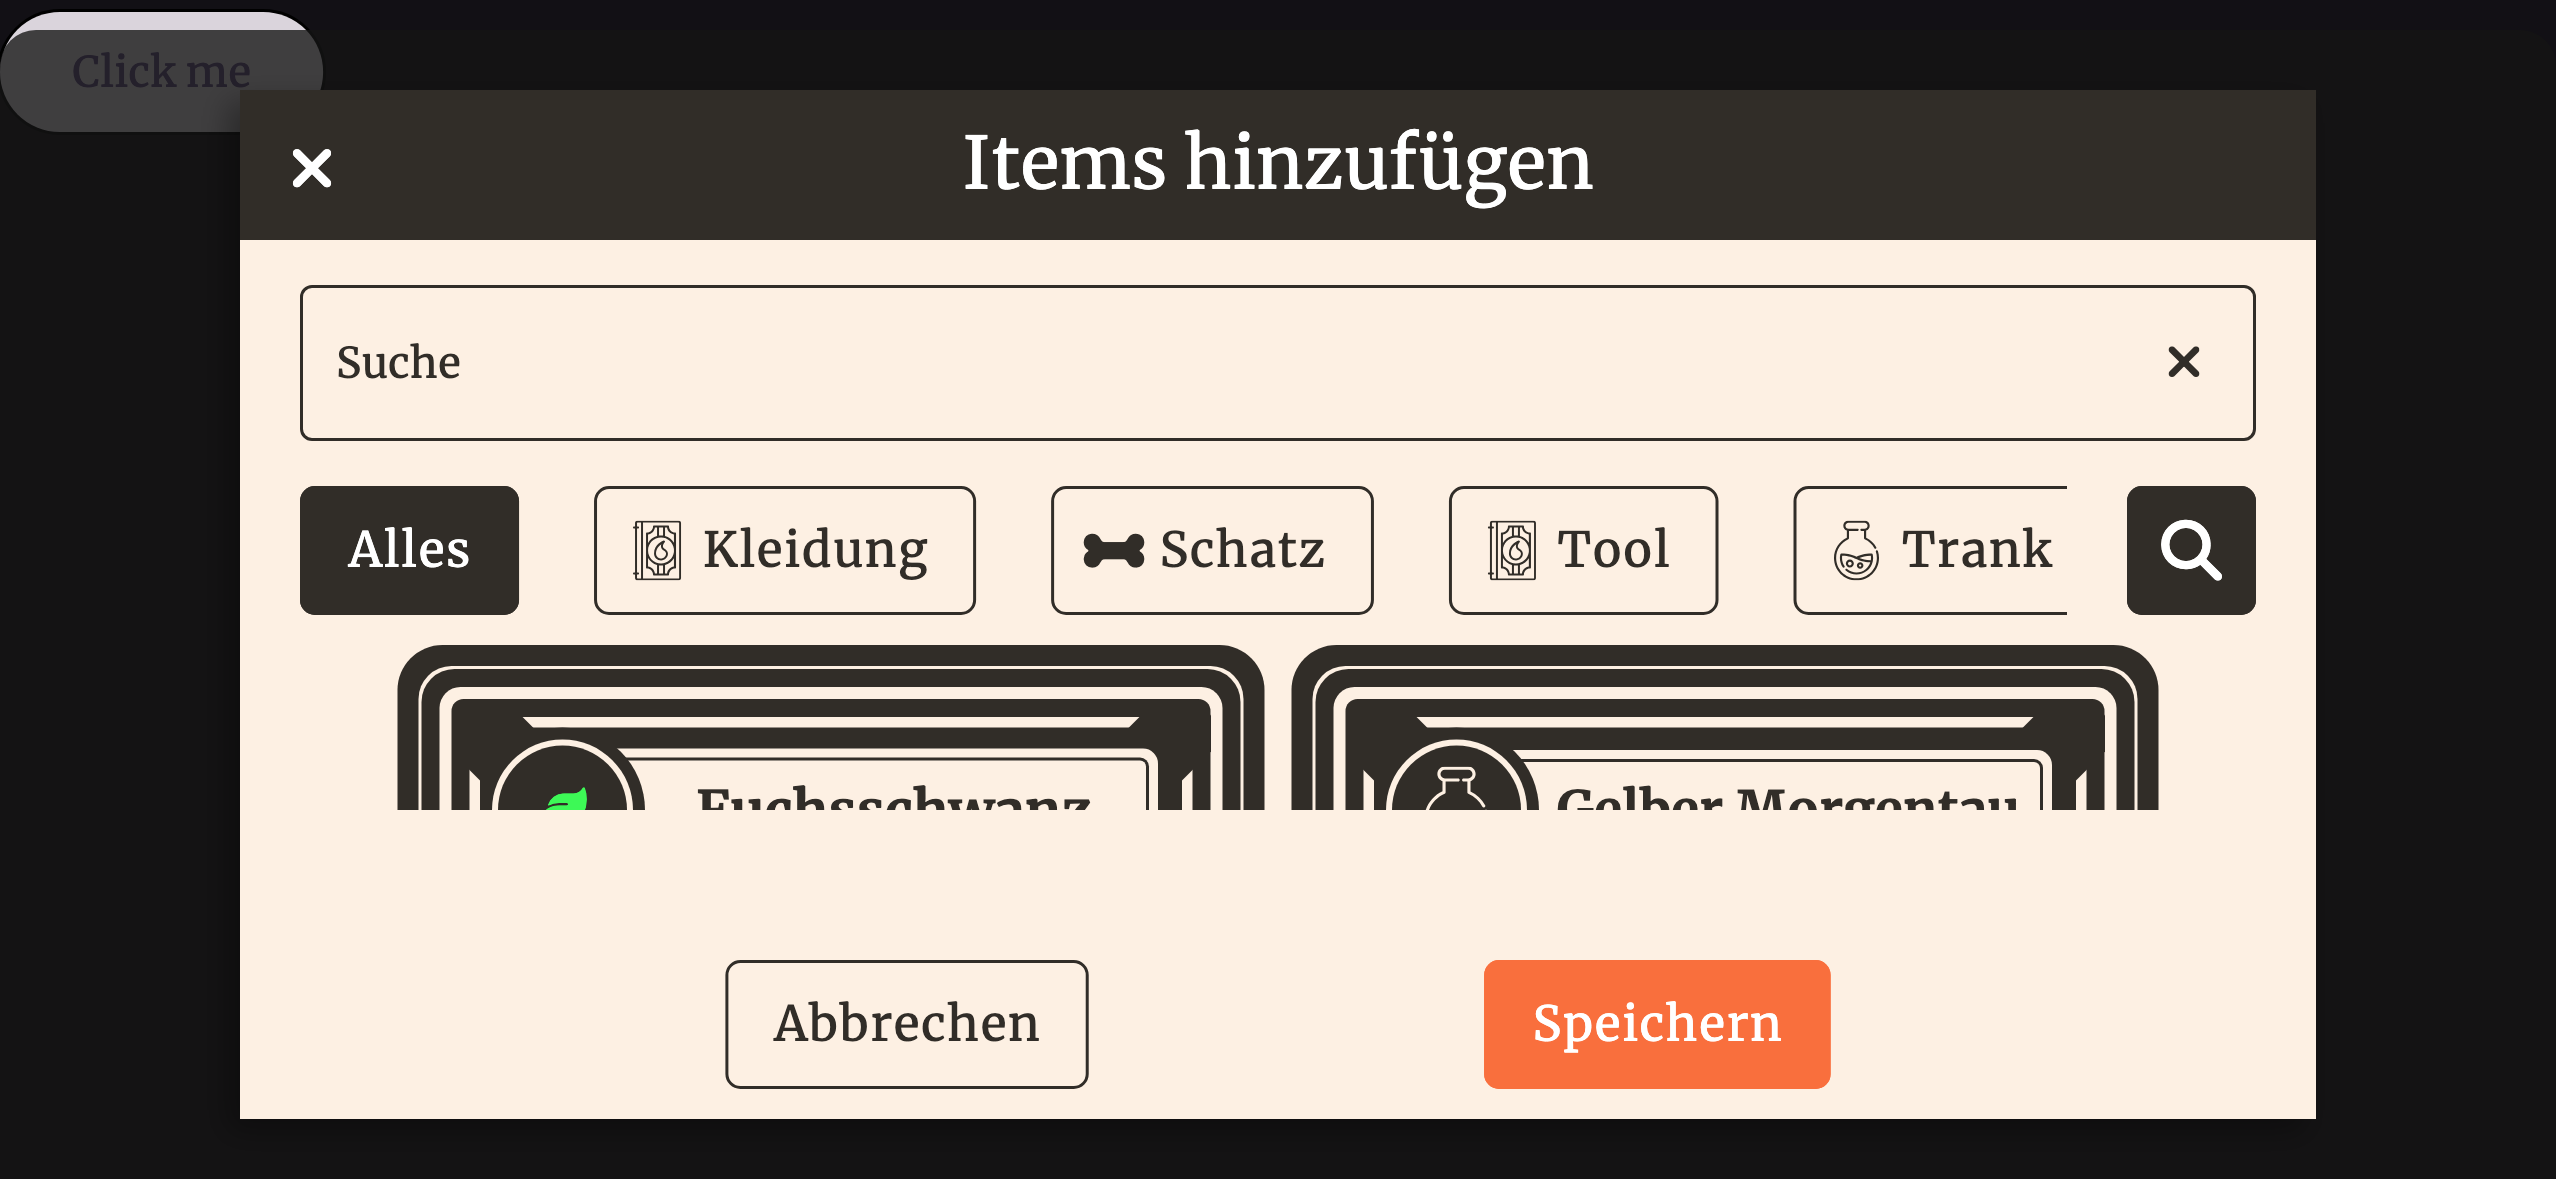 Click me
Items hinzufügen
Suche
Alles
Kleidung
Schatz
Tool
Trank
Fuchsschwanz
Gelber Morgentau
Abbrechen
Speichern